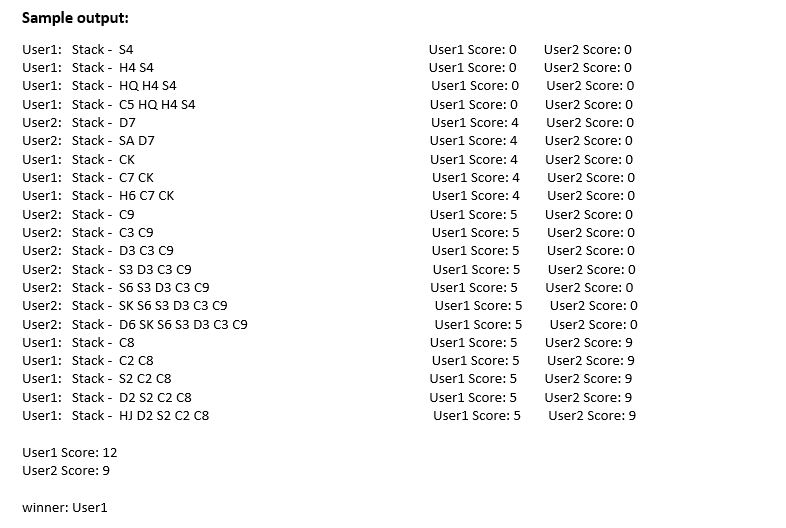 Sample output:
User1: Stack - S4 User1 Score: 0 User2 Score: 0
User1: Stack - H4 S4 User1 Score: 0 User2 Score: 0
User1: Stack - HQ H4 S4 User1 Score: 0 User2 Score: 0
User1: Stack - C5 HQ H4 S4 User1 Score: 0 User2 Score: 0
User2: Stack - D7 User1 Score: 4 User2 Score: 0
User2: Stack - SA D7 User1 Score: 4 User2 Score: 0
User1: Stack - CK User1 Score: 4 User2 Score: 0
User1: Stack - C7 CK User1 Score: 4 User2 Score: 0
User1: Stack - H6 C7 CK User1 Score: 4 User2 Score: 0
User2: Stack - C9 User1 Score: 5 User2 Score: 0
User2: Stack - C3 C9 User1 Score: 5 User2 Score: 0
User2: Stack - D3 C3 C9 User1 Score: 5 User2 Score: 0
User2: Stack - S3 D3 C3 C9 User1 Score: 5 User2 Score: 0
User2: Stack - S6 S3 D3 C3 C9 User1 Score: 5 User2 Score: 0
User2: Stack - SK S6 S3 D3 C3 C9 User1 Score: 5 User2 Score: 0
User2: Stack - D6 SK S6 S3 D3 C3 C9 User1 Score: 5 User2 Score: 0
User1: Stack - C8 User1 Score: 5 User2 Score: 9
User1: Stack - C2 C8 User1 Score: 5 User2 Score: 9
User1: Stack - S2 C2 C8 User1 Score: 5 User2 Score: 9
User1: Stack - D2 S2 C2 C8 User1 Score: 5 User2 Score: 9
User1: Stack - HJ D2 S2 C2 C8 User1 Score: 5 User2 Score: 9
User1 Score: 12
User2 Score: 9
winner: User1